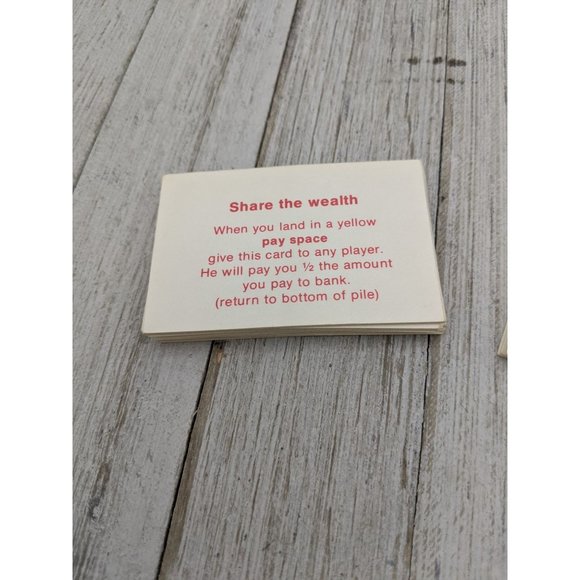 Share the wealth
When you land in a yellow
pay space
give this card to any player.
He will pay you ½ the amount
you pay to bank.
(return to bottom of pile)